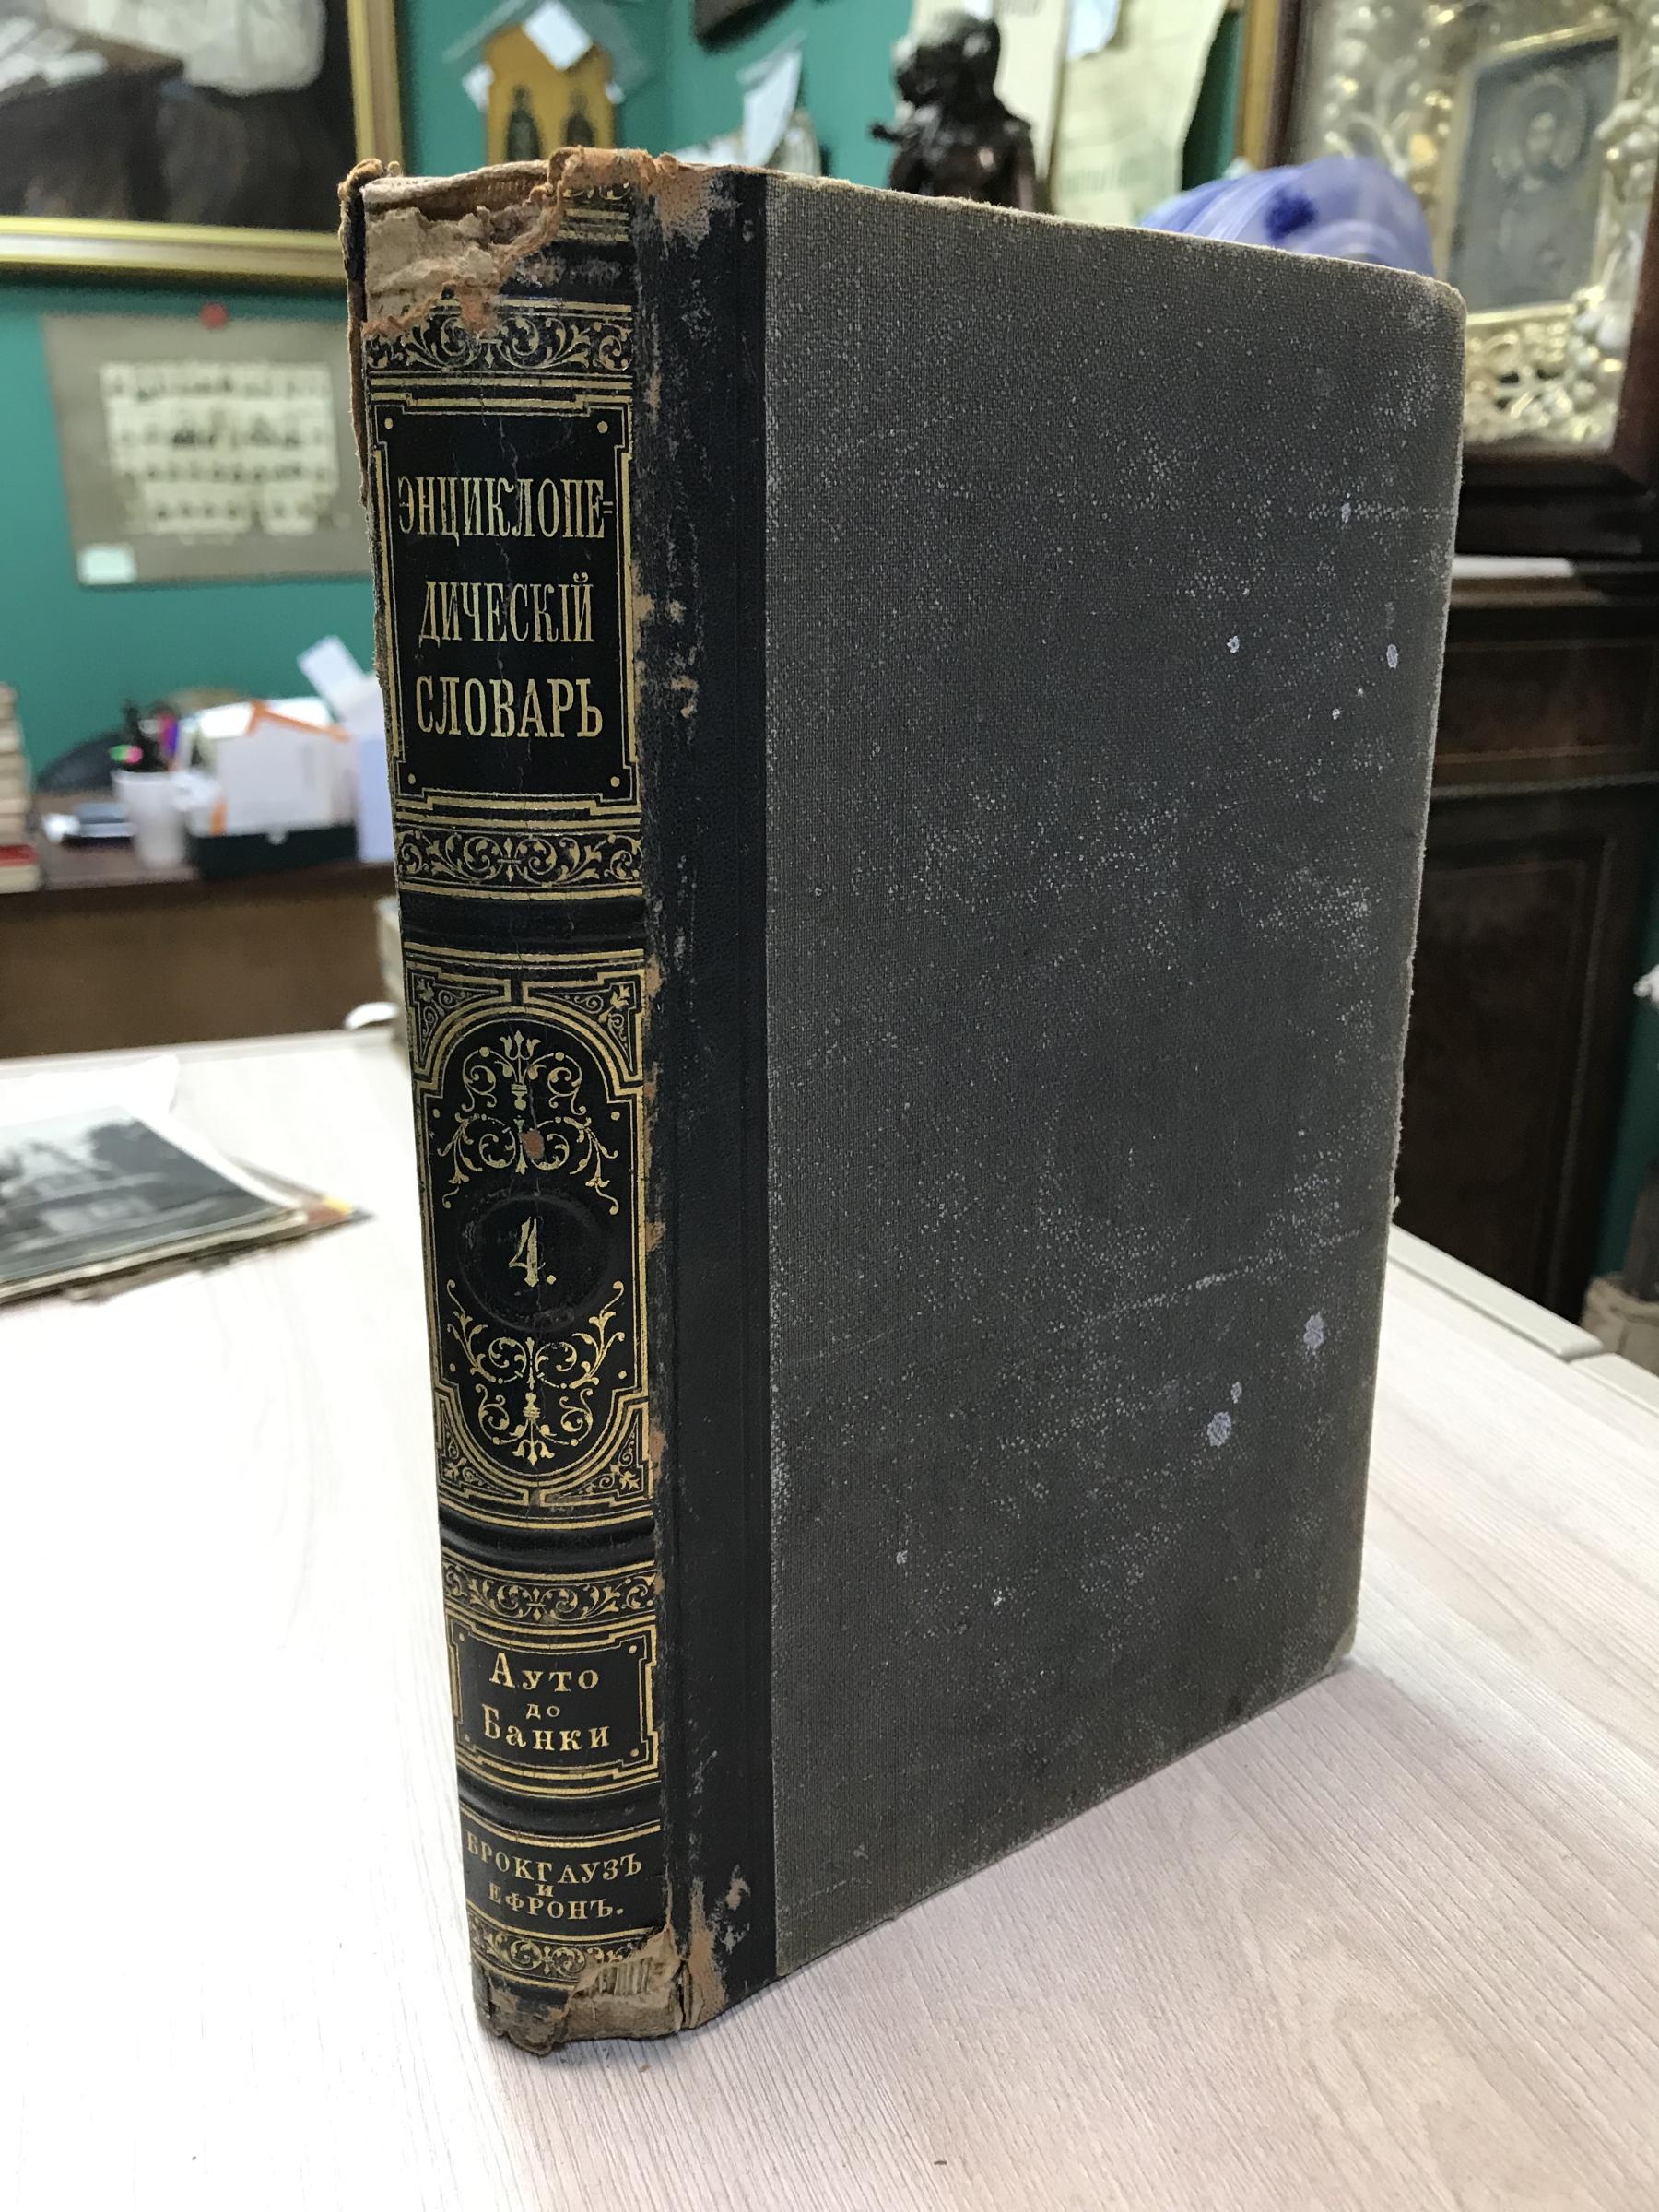 ЭНЦИКЛОПЕ=
ДИЧЕСКІЙ
СЛОВАРЬ
4.
Ауто
до
Банки
БРОКГАУЗЪ
и
ЕФРОНЪ.